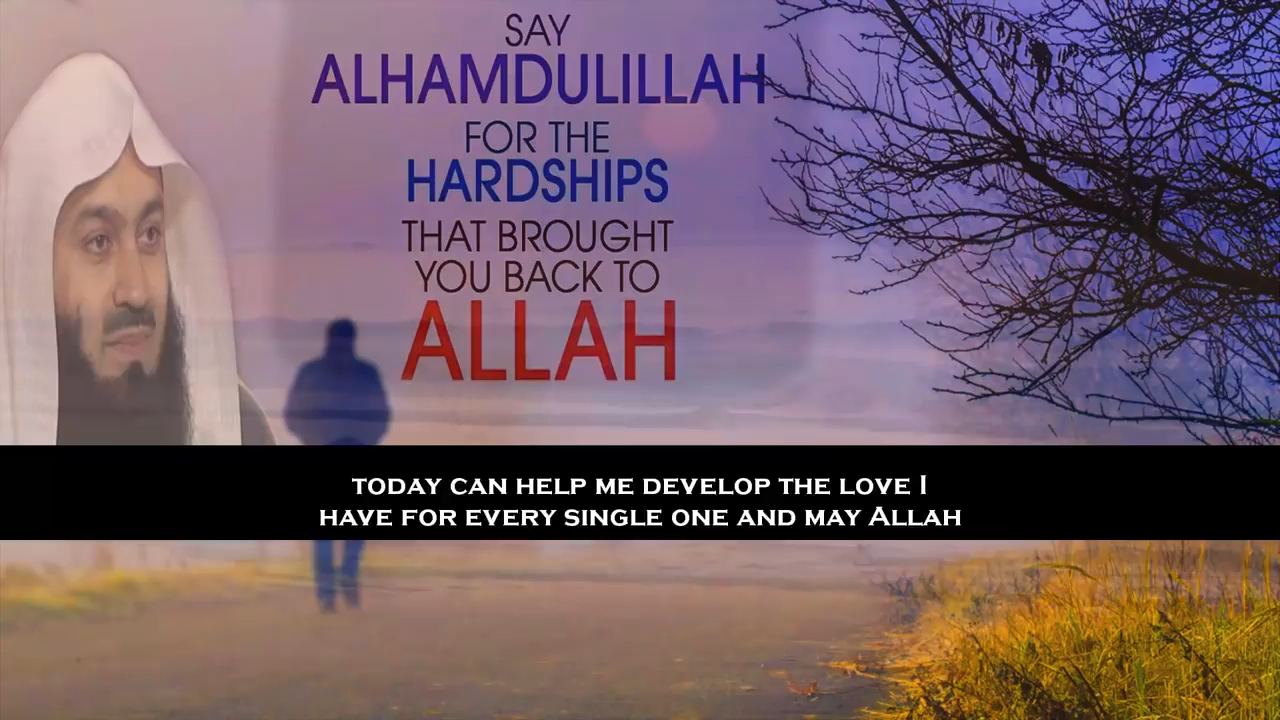 SAY
ALHAMDULILLAH
FOR THE
HARDSHIPS
THAT BROUGHT
YOU BACK TO
ALLAH
TODAY CAN HELP ME DEVELOP THE LOVE I
HAVE FOR EVERY SINGLE ONE AND MAY ALLAH